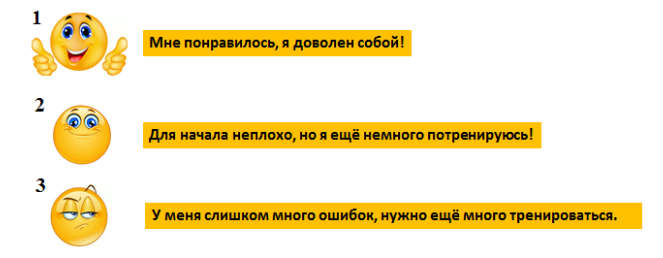 1
Мне понравилось, я доволен собой!
2
Для начала неплохо, но я ещё немного потренируюсь!
3
У меня слишком много ошибок, нужно ещё много тренироваться.